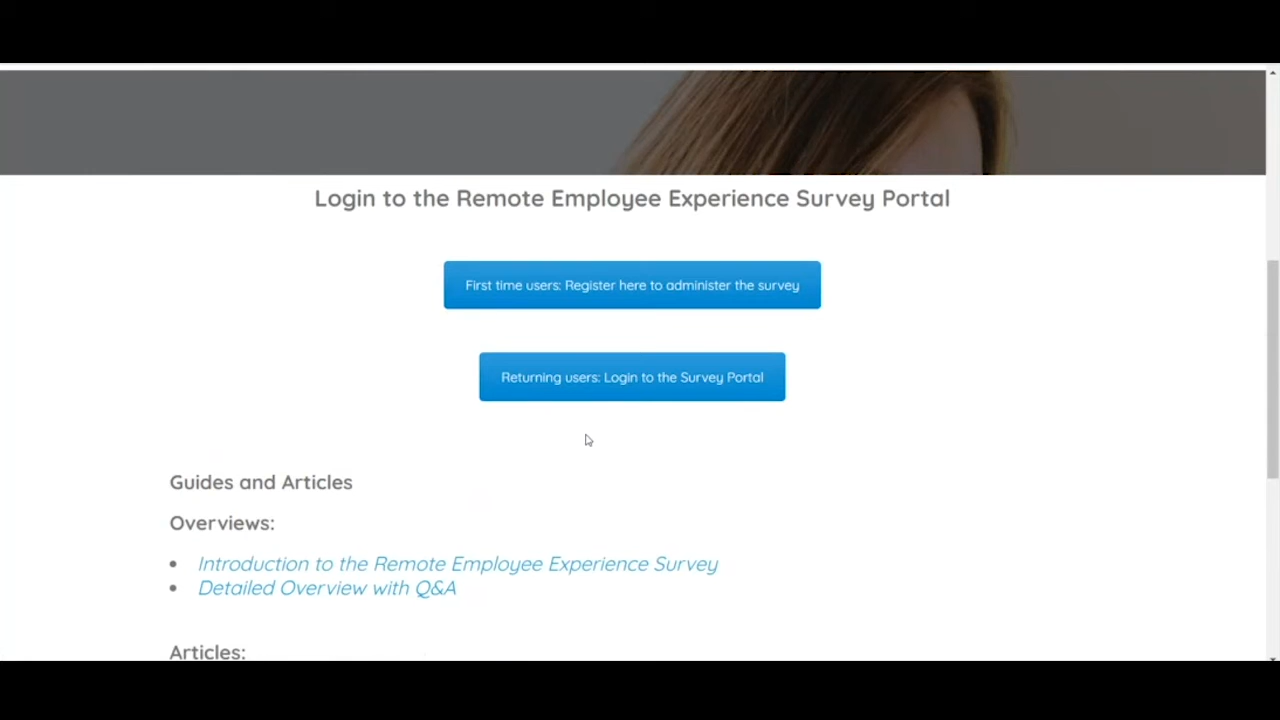 Login to the Remote Employee Experience Survey Portal
First time users: Register here to administer the survey
Returning users: Login to the Survey Portal
Guides and Articles
Overviews:
Introduction to the Remote Employee Experience Survey
Detailed Overview with Q&A
Articles: